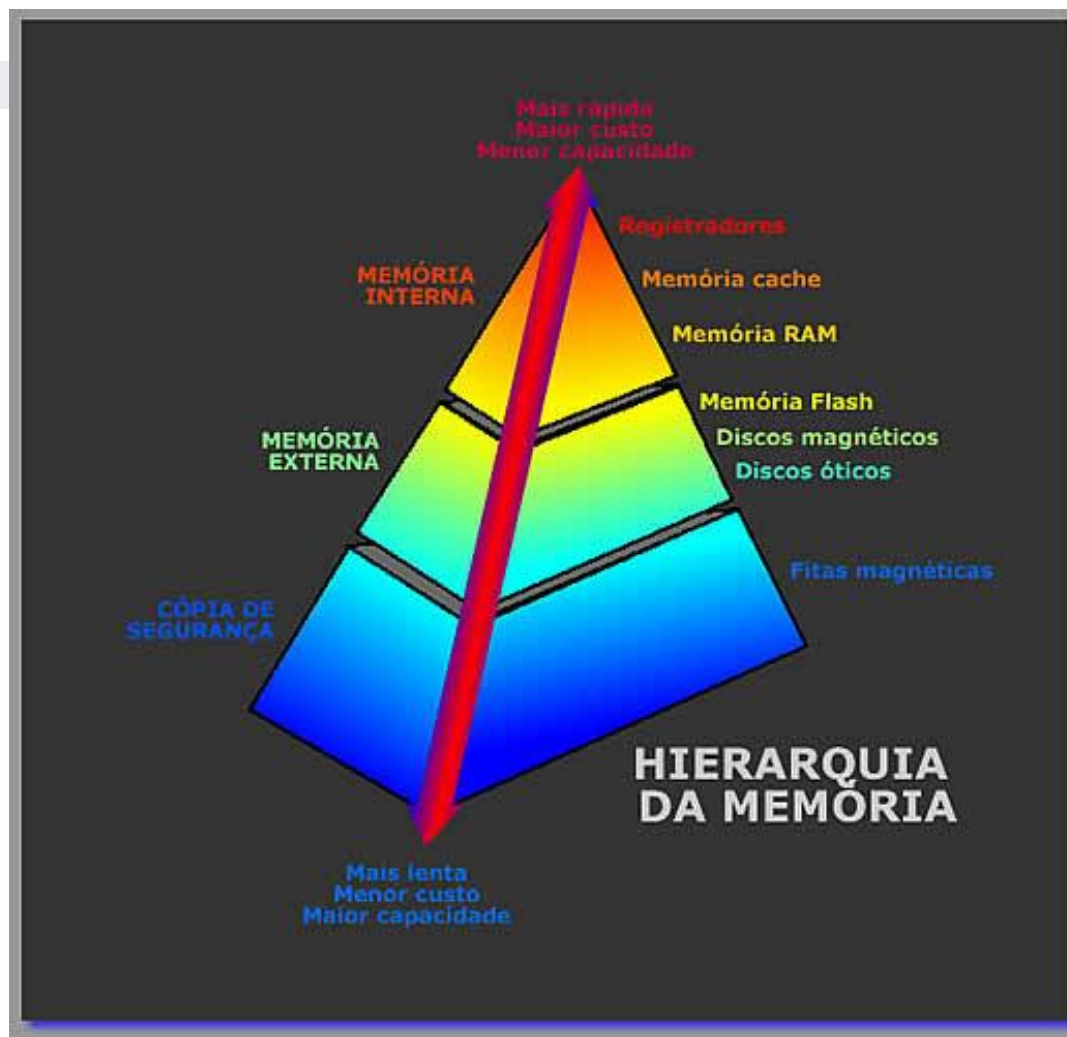 Mais rápida
Maior custo
Menor capacidade
Registradores
MEMÓRIA
INTERNA
Memória cache
Memória RAM
Memória Flash
MEMÓRIA
EXTERNA
Discos magnéticos
Discos óticos
Fitas magnéticas
CÓPIA DE
SEGURANÇA
HIERARQUIA
DA MEMÓRIA
Mais lenta
Menor custo
Maior capacidade